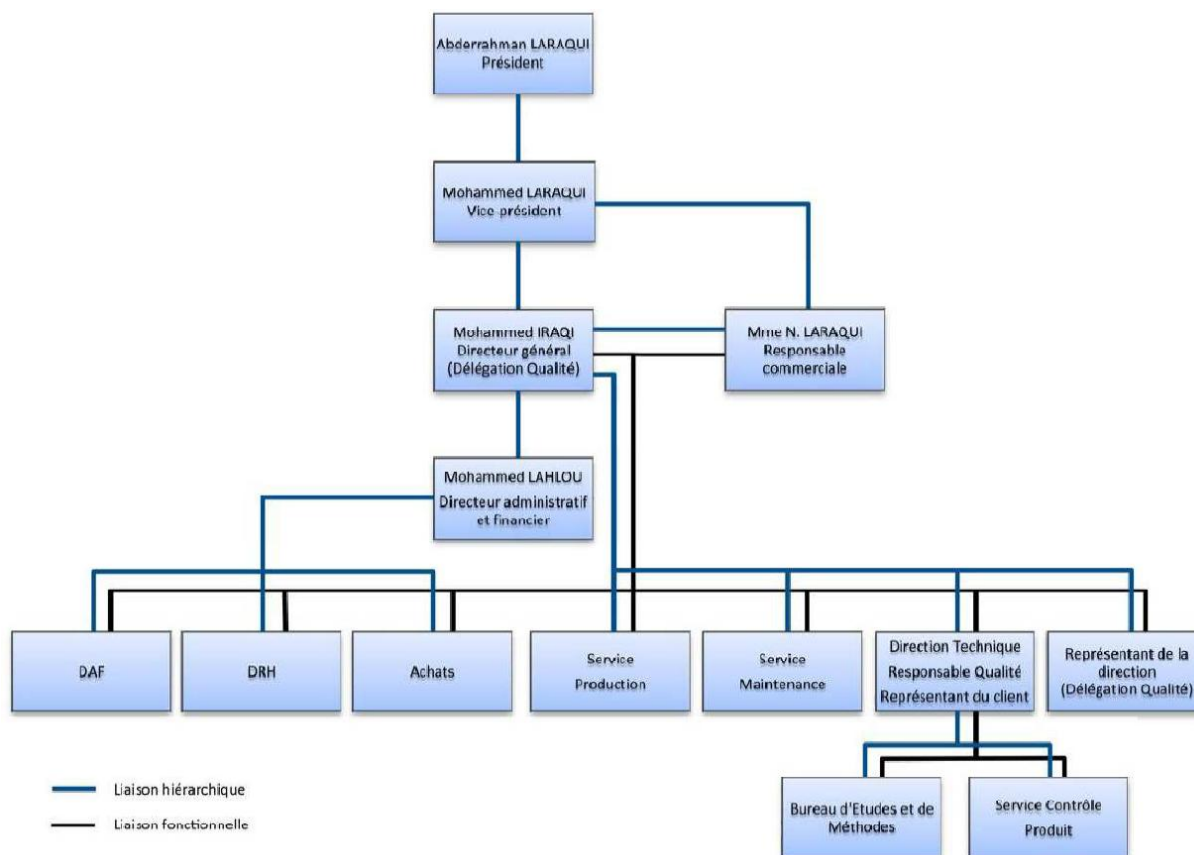 Abderrahman LARAQUI
Président
Mohammed LARAQUI
Vice-président
Mohammed IRAQI
Directeur général
(Délégation Qualité)
Mme N. LARAQUI
Responsable
commerciale
Mohammed LAHLOU
Directeur administratif
et financier
DAF
DRH
Achats
Service
Production
Service
Maintenance
Direction Technique
Responsable Qualité
Représentant du client
Représentant de la
direction
(Délégation Qualité)
Bureau d'Etudes et de
Méthodes
Service Contrôle
Produit
Liaison hiérarchique
Liaison fonctionnelle